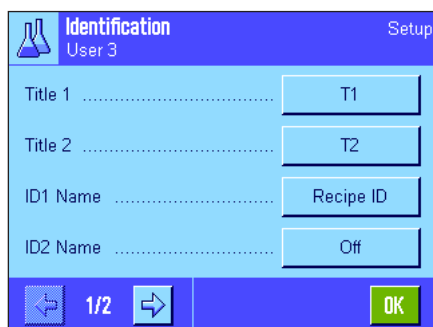 Identification Setup
User 3
Title 1 ................................... T1
Title 2 ................................... T2
ID1 Name ............................. Recipe ID
ID2 Name ............................. Off
1/2 OK